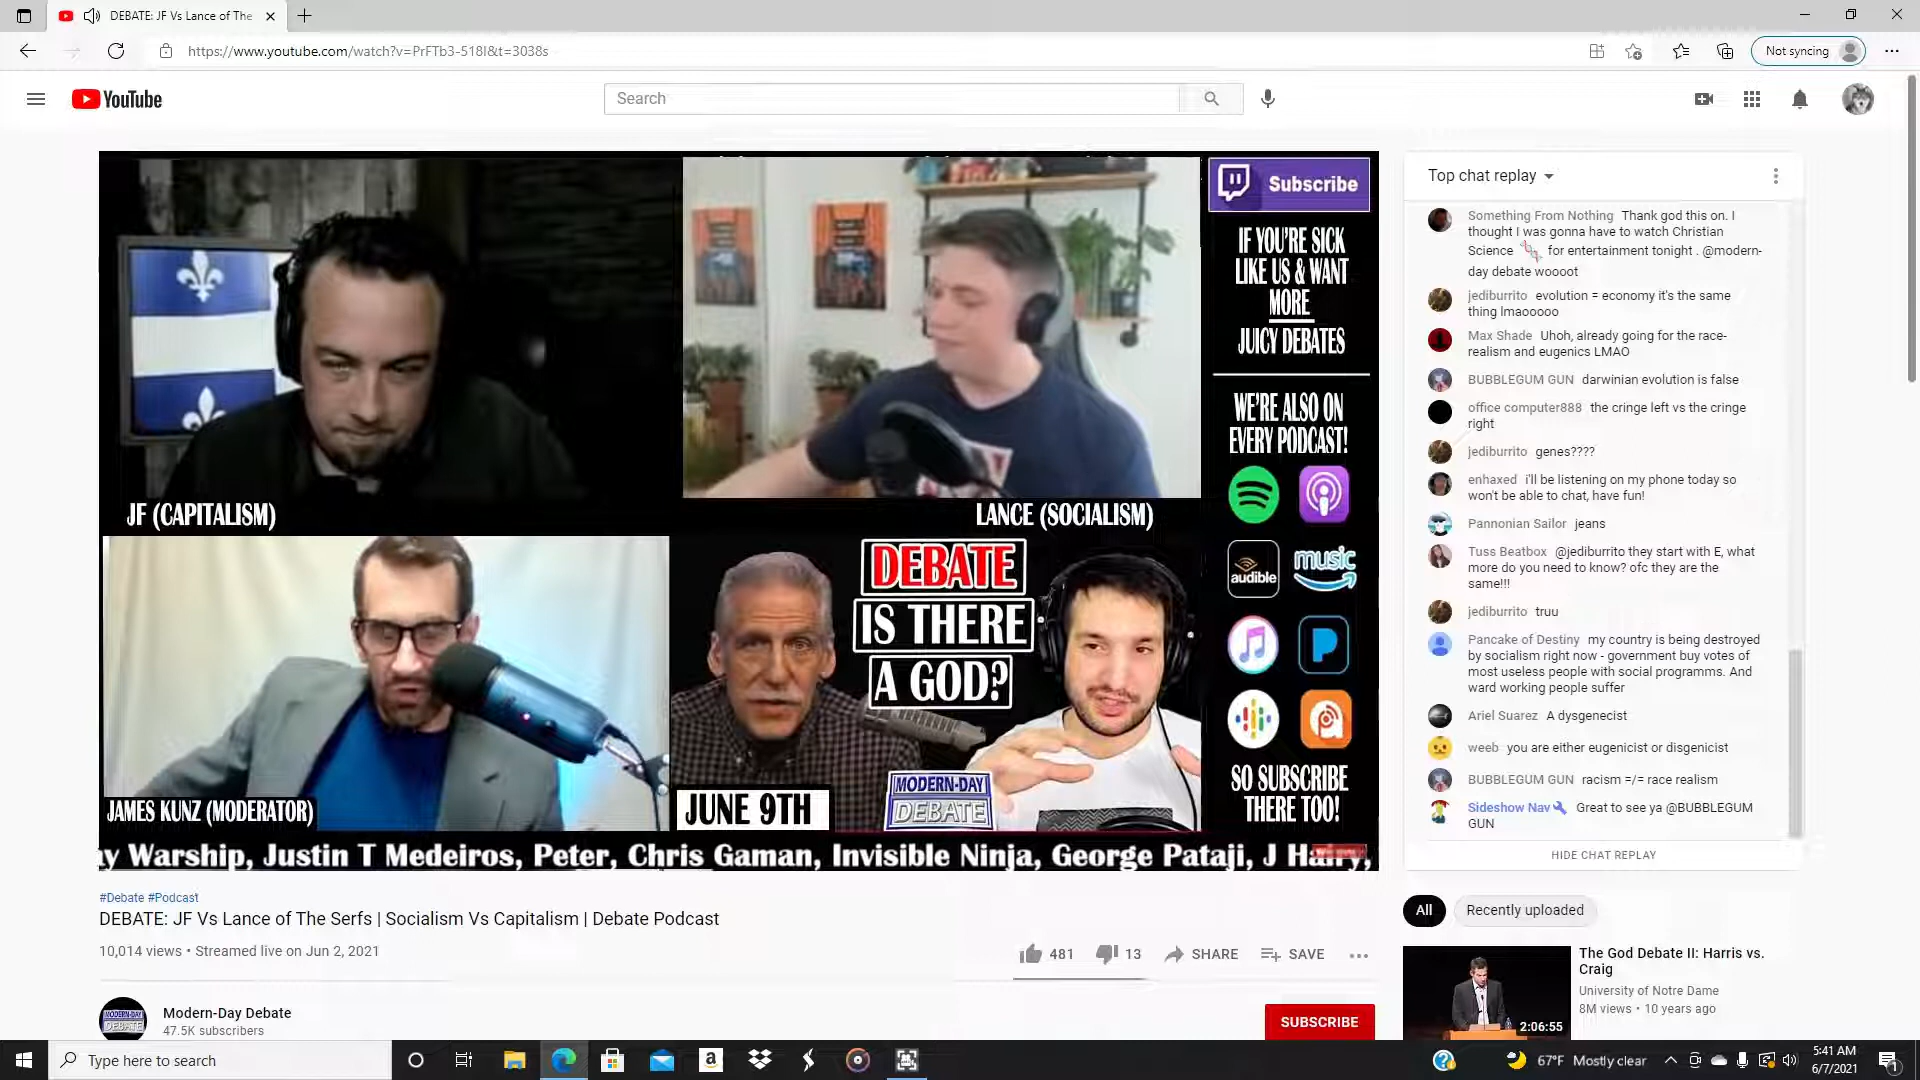 DEBATE: JF Vs Lance of The
https://www.youtube.com/watch?v=PrFTb3-518I&t=3038s
Not syncing
YouTube
Search
Subscribe
IF YOU'RE SICK
LIKE US & WANT
MORE
JUICY DEBATES
WE'RE ALSO ON
EVERY PODCAST!
audible
music
SO SUBSCRIBE
THERE TOO!
JF (CAPITALISM)
LANCE (SOCIALISM)
DEBATE
IS THERE
A GOD?
JAMES KUNZ (MODERATOR)
JUNE 9TH
MODERN-DAY
DEBATE
Warship, Justin T Medeiros, Peter, Chris Gaman, Invisible Ninja, George Pataji, J
Top chat replay
Something From Nothing Thank god this on. I
thought I was gonna have to watch Christian
Science for entertainment tonight . @modern-
day debate woooot
jediburrito evolution = economy it's the same
thing lmaooooo
Max Shade Uhoh, already going for the race-
realism and eugenics LMAO
BUBBLEGUM GUN darwinian evolution is false
office computer888 the cringe left vs the cringe
right
jediburrito genes????
enhaxed i'll be listening on my phone today so
won't be able to chat, have fun!
Pannonian Sailor jeans
Tuss Beatbox @jediburrito they start with E, what
more do you need to know? ofc they are the
same!!!
jediburrito truu
Pancake of Destiny my country is being destroyed
by socialism right now - government buy votes of
most useless people with social programms. And
ward working people suffer
Ariel Suarez A dysgenecist
weeb you are either eugenicist or disgenicist
BUBBLEGUM GUN racism =/= race realism
Sideshow Nav Great to see ya @BUBBLEGUM
GUN
HIDE CHAT REPLAY
#Debate #Podcast
DEBATE: JF Vs Lance of The Serfs | Socialism Vs Capitalism | Debate Podcast
10,014 views • Streamed live on Jun 2, 2021
481
13
SHARE
SAVE
Modern-Day Debate
47.5K subscribers
SUBSCRIBE
All
Recently uploaded
The God Debate II: Harris vs.
Craig
University of Notre Dame
8M views • 10 years ago
2:06:55
Type here to search
67°F Mostly clear
5:41 AM
6/7/2021
1